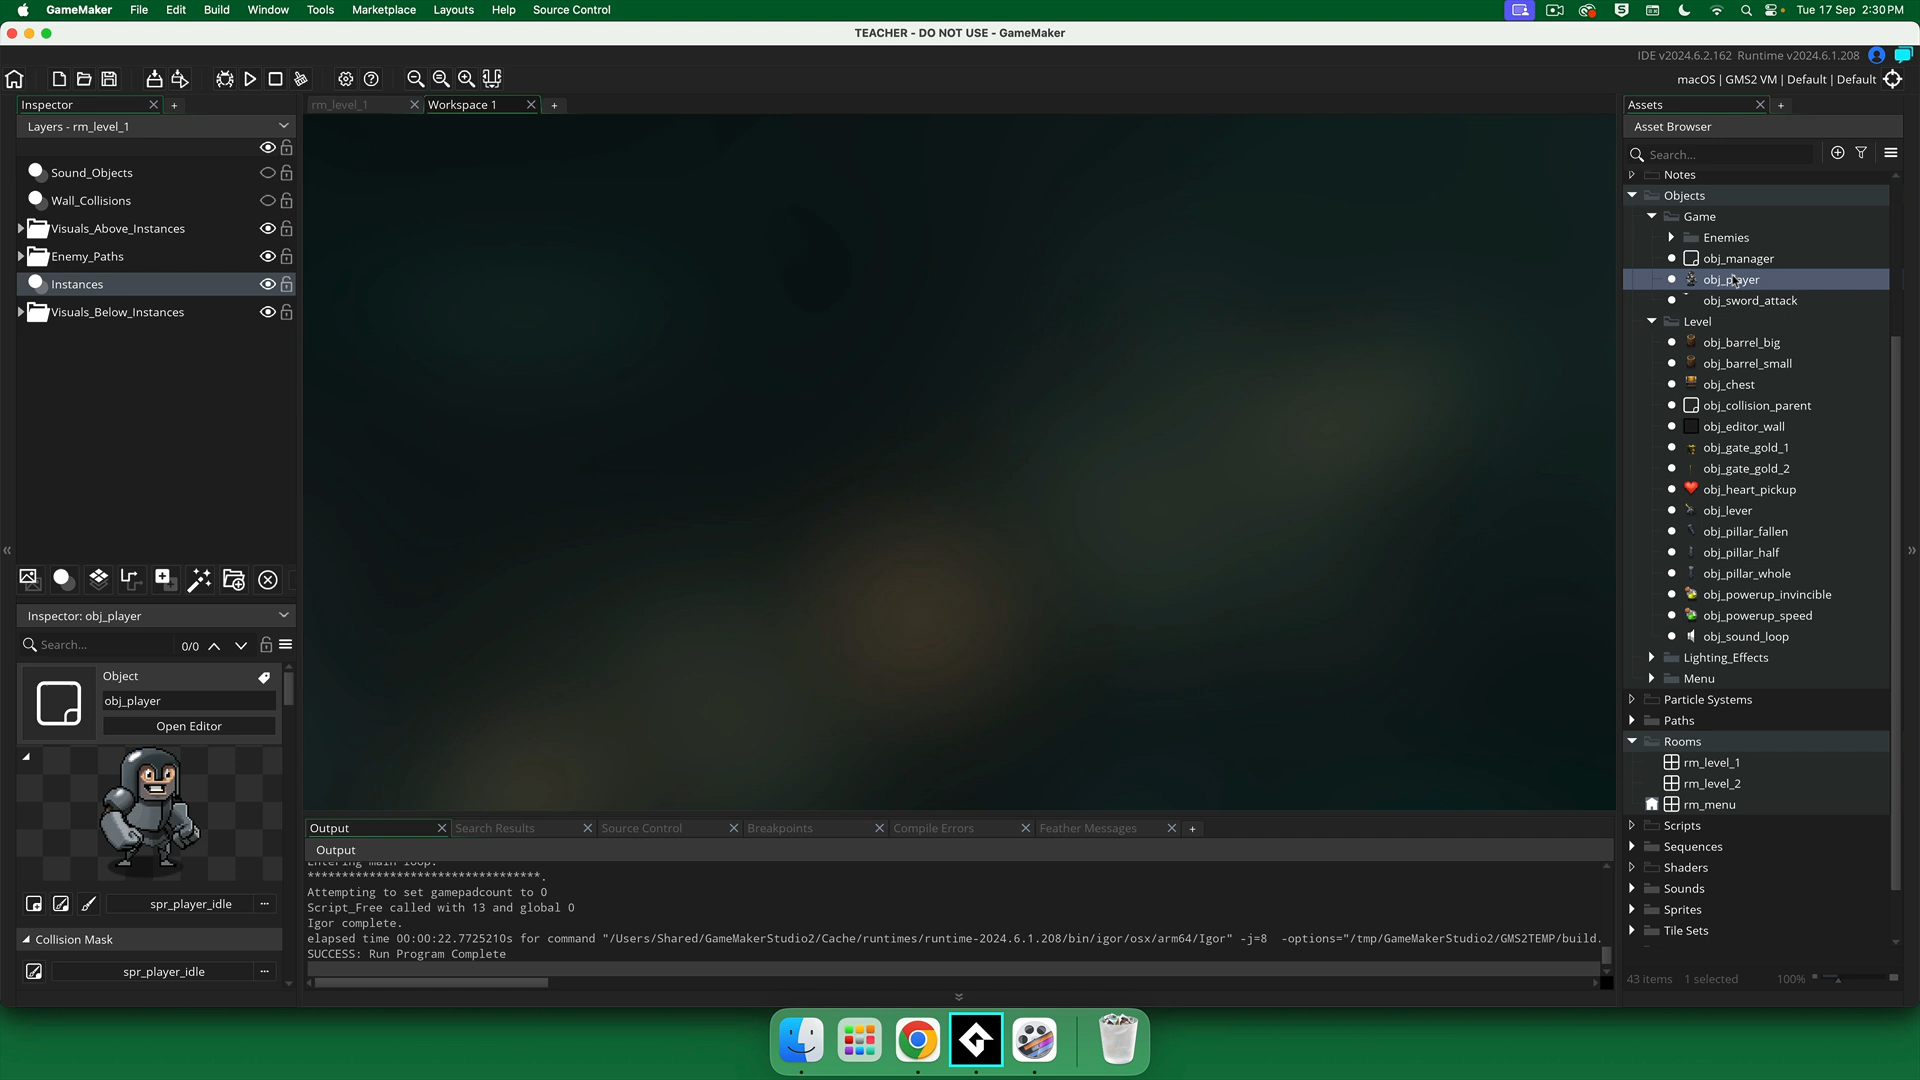 GameMaker File Edit Build Window Tools Marketplace Layouts Help Source Control Tue 17 Sep 2:30 PM
TEACHER - DO NOT USE - GameMaker
IDE v2024.6.2.162 Runtime v2024.6.1.208
macOS | GMS2 VM | Default | Default
Inspector
Layers - rm_level_1
Sound_Objects
Wall_Collisions
Visuals_Above_Instances
Enemy_Paths
Instances
Visuals_Below_Instances
Inspector: obj_player
Search... 0/0
Object
obj_player
Open Editor
spr_player_idle
Collision Mask
spr_player_idle
rm_level_1 Workspace 1
Output Search Results Source Control Breakpoints Compile Errors Feather Messages
Output
Entering main loop.
**********************************.
Attempting to set gamepadcount to 0
Script_Free called with 13 and global 0
Igor complete.
elapsed time 00:00:22.7725210s for command "/Users/Shared/GameMakerStudio2/Cache/runtimes/runtime-2024.6.1.208/bin/igor/osx/arm64/Igor" -j=8  -options="/tmp/GameMakerStudio2/GMS2TEMP/build.
SUCCESS: Run Program Complete
Assets
Asset Browser
Search...
Notes
Objects
Game
Enemies
obj_manager
obj_player
obj_sword_attack
Level
obj_barrel_big
obj_barrel_small
obj_chest
obj_collision_parent
obj_editor_wall
obj_gate_gold_1
obj_gate_gold_2
obj_heart_pickup
obj_lever
obj_pillar_fallen
obj_pillar_half
obj_pillar_whole
obj_powerup_invincible
obj_powerup_speed
obj_sound_loop
Lighting_Effects
Menu
Particle Systems
Paths
Rooms
rm_level_1
rm_level_2
rm_menu
Scripts
Sequences
Shaders
Sounds
Sprites
Tile Sets
43 items 1 selected 100%